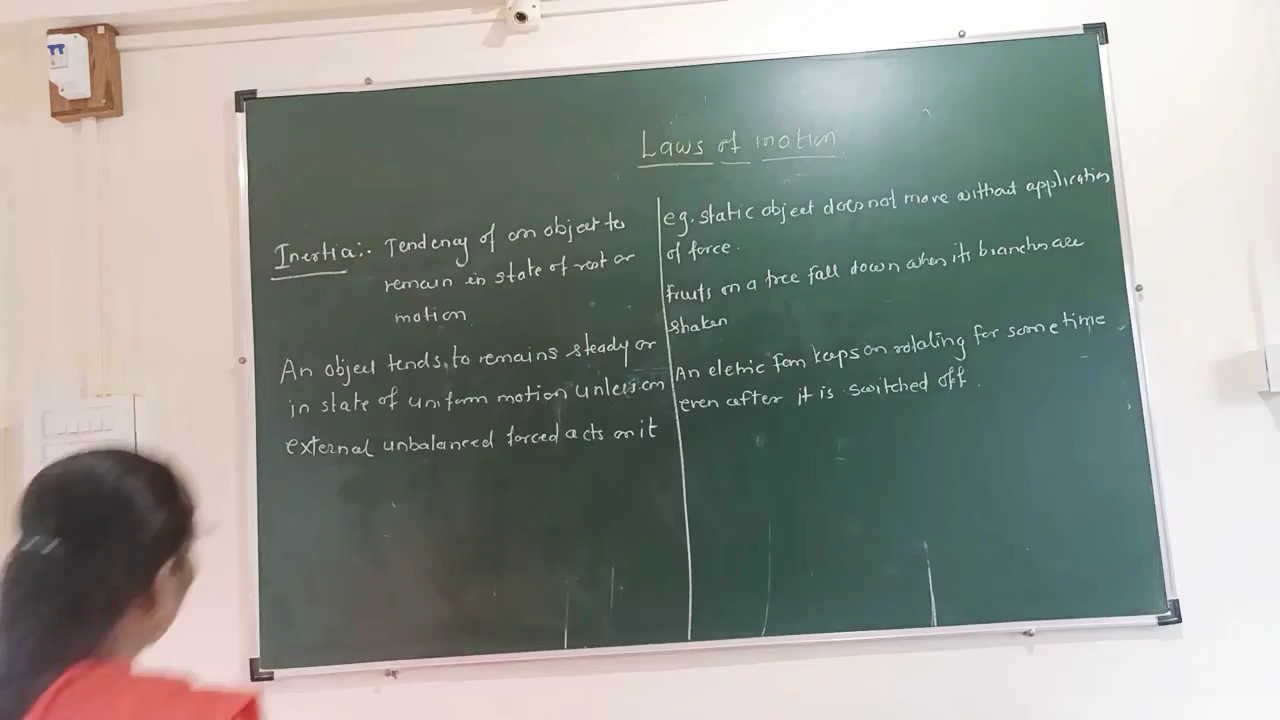 Laws of motion
Inertia:- Tendency of an object to
remain in state of rest or
motion
An object tends to remains steady or
in state of uniform motion unless an
external unbalanced forced acts on it
eg. static object does not move without application
of force.
fruits on a tree fall down when its branches are
shaken
An eletric fan keeps on rotating for some time
even after it is switched off.